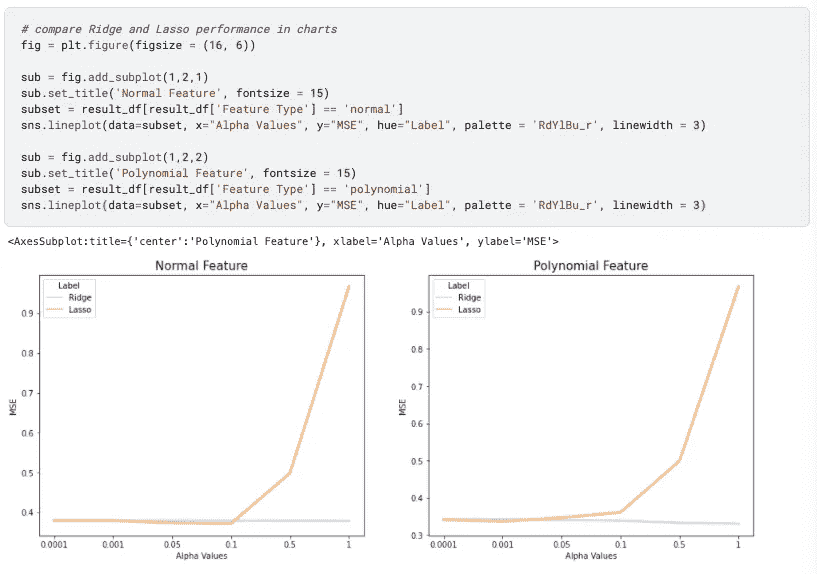 # compare Ridge and Lasso performance in charts
fig = plt.figure(figsize = (16, 6))
sub = fig.add_subplot(1,2,1)
sub.set_title('Normal Feature', fontsize = 15)
subset = result_df[result_df['Feature Type'] == 'normal']
sns.lineplot(data=subset, x="Alpha Values", y="MSE", hue="Label", palette = 'RdYlBu_r', linewidth = 3)
sub = fig.add_subplot(1,2,2)
sub.set_title('Polynomial Feature', fontsize = 15)
subset = result_df[result_df['Feature Type'] == 'polynomial']
sns.lineplot(data=subset, x="Alpha Values", y="MSE", hue="Label", palette = 'RdYlBu_r', linewidth = 3)
<AxesSubplot:title={'center':'Polynomial Feature'}, xlabel='Alpha Values', ylabel='MSE'>
Normal Feature
Label
Ridge
Lasso
0.9
0.8
0.7
0.6
0.5
0.4
MSE
0.0001 0.001 0.05 0.1 0.5 1
Alpha Values
Polynomial Feature
Label
Ridge
Lasso
0.9
0.8
0.7
0.6
0.5
0.4
0.3
MSE
0.0001 0.001 0.05 0.1 0.5 1
Alpha Values